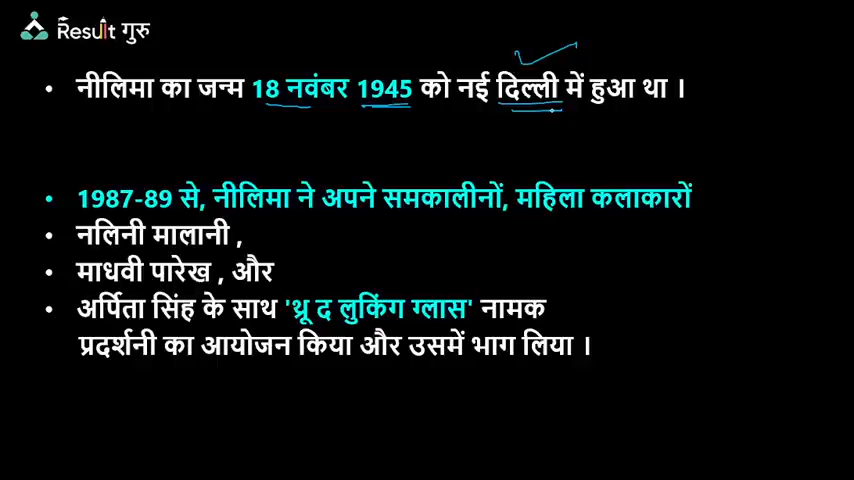 Result गुरु
• नीलिमा का जन्म 18 नवंबर 1945 को नई दिल्ली में हुआ था ।
• 1987-89 से, नीलिमा ने अपने समकालीनों, महिला कलाकारों
• नलिनी मालानी ,
• माधवी पारेख , और
• अर्पिता सिंह के साथ 'थ्रू द लुकिंग ग्लास' नामक
प्रदर्शनी का आयोजन किया और उसमें भाग लिया ।